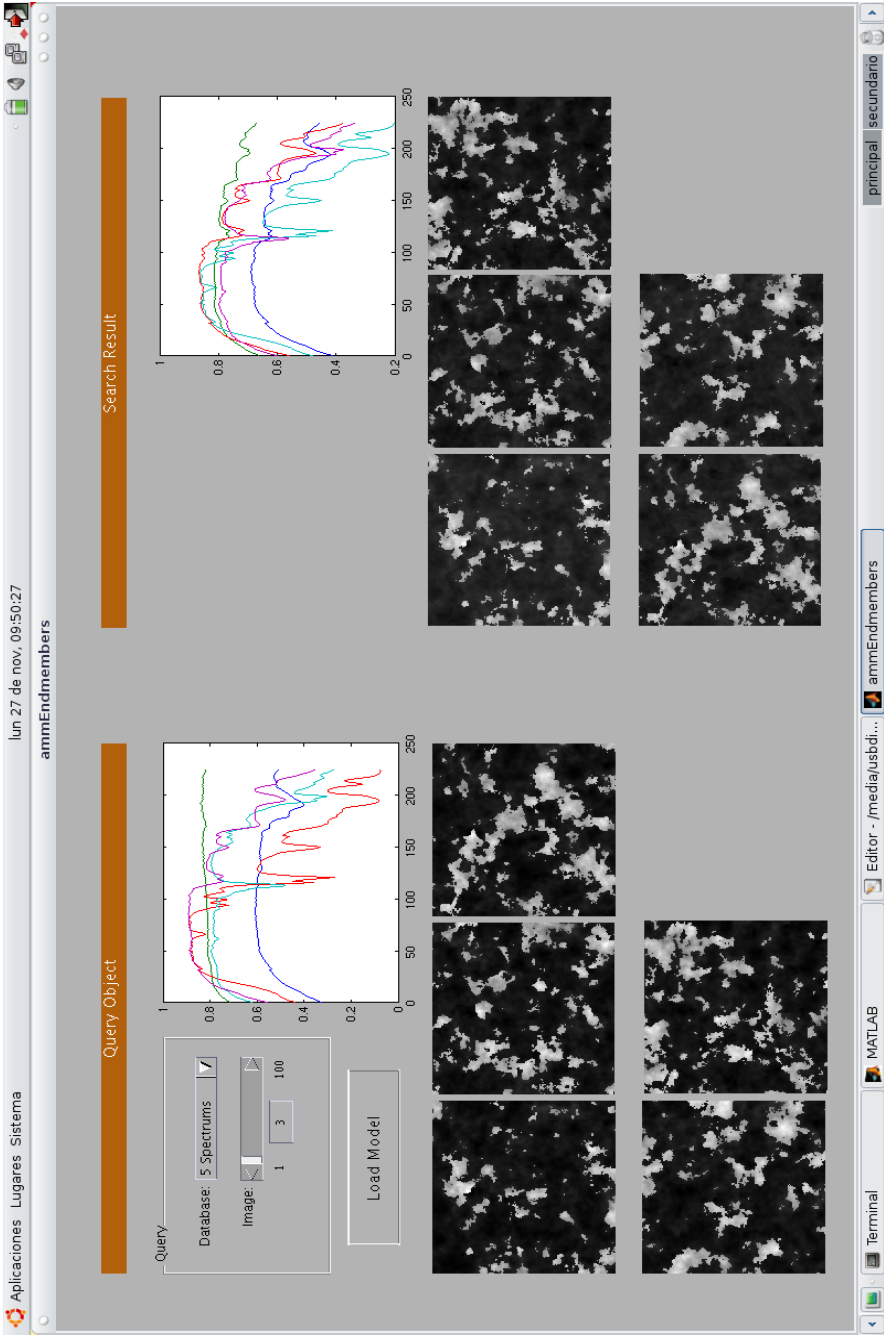 Aplicaciones Lugares Sistema
lun 27 de nov, 09:50:27
ammEndmembers
Query Object
Query
Database: 5 Spectrums
Image:
1
3
100
Load Model
1
0.8
0.6
0.4
0.2
0
0
50
100
150
200
250
Search Result
1
0.8
0.6
0.4
0.2
0
50
100
150
200
250
Terminal
MATLAB
Editor - /media/usbdi...
ammEndmembers
principal
secundario